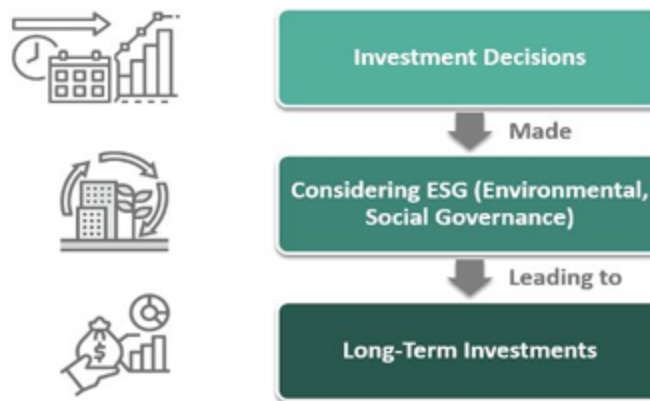 Investment Decisions
Made
Considering ESG (Environmental,
Social Governance)
Leading to
Long-Term Investments
$